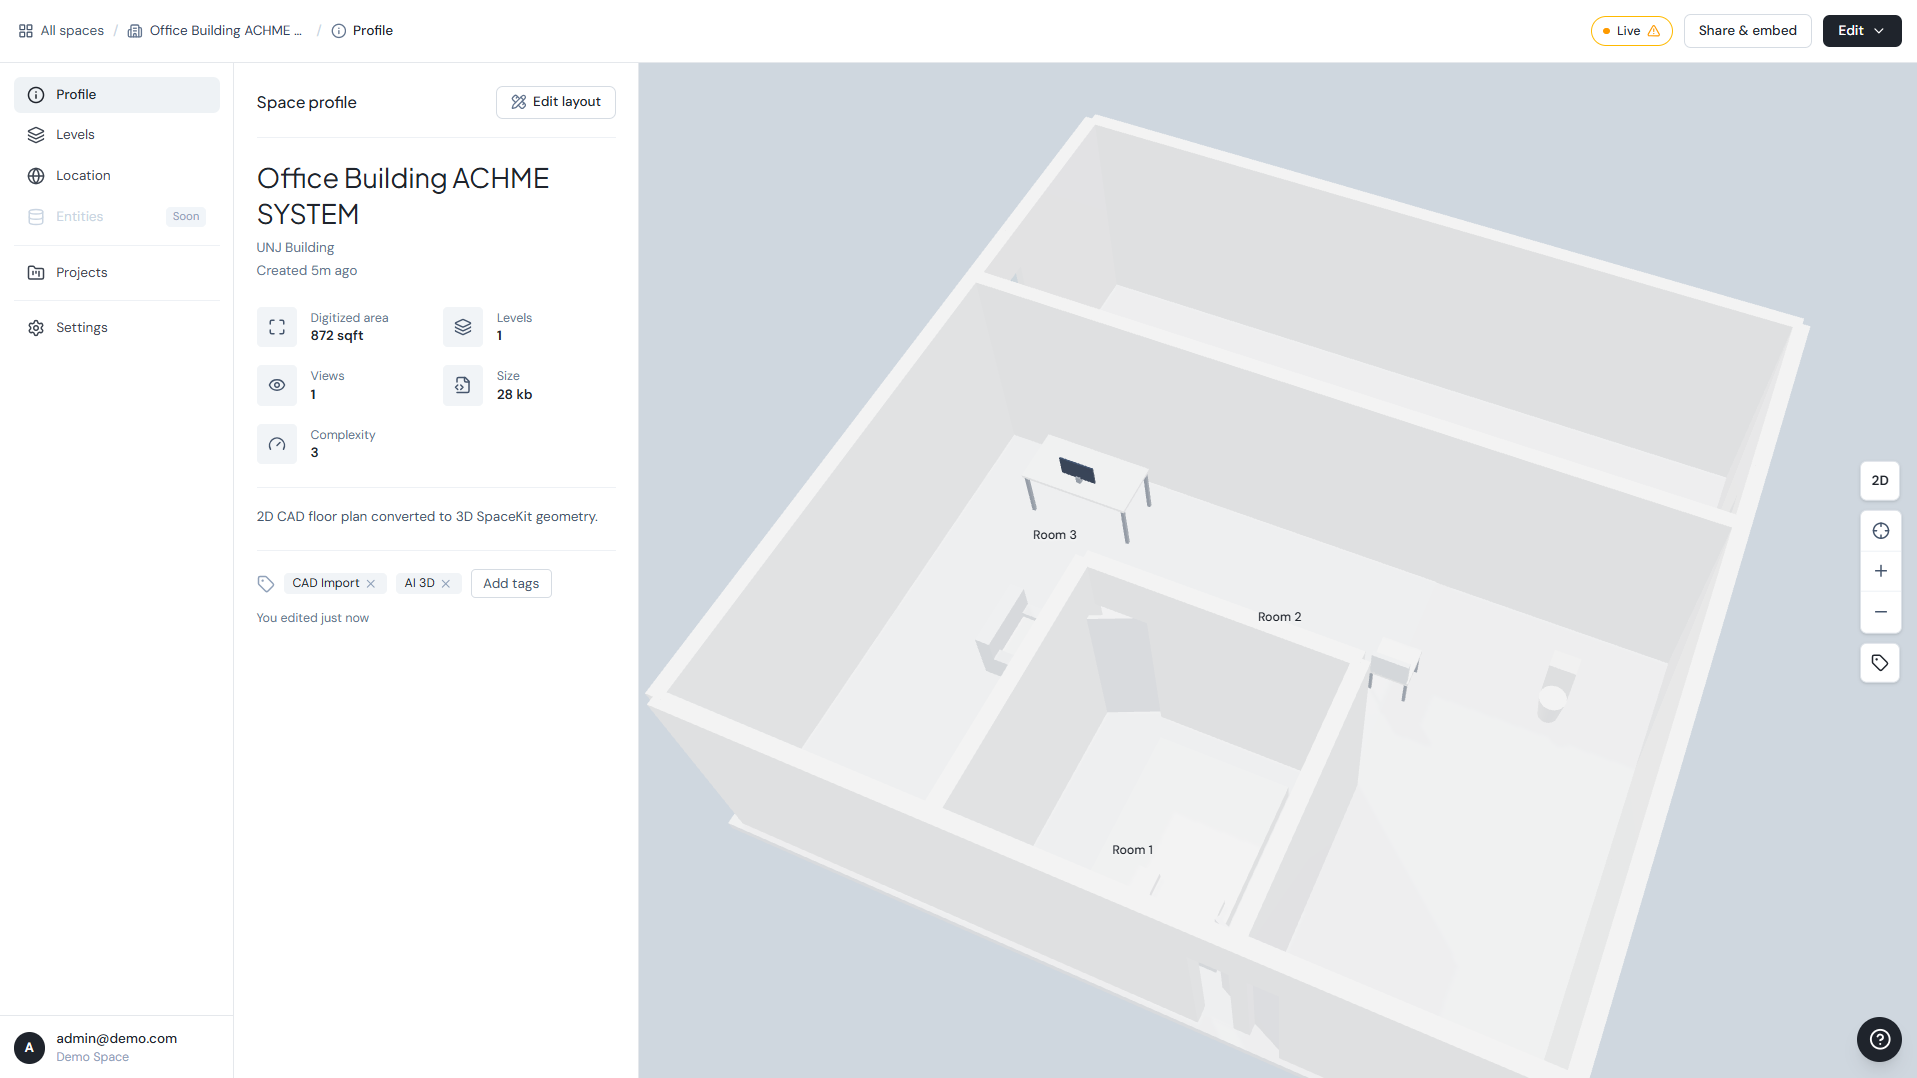 All spaces / Office Building ACHME ... / Profile
Live
Share & embed
Edit
Profile
Levels
Location
Entities
Soon
Projects
Settings
admin@demo.com
Demo Space
A
Space profile
Edit layout
Office Building ACHME
SYSTEM
UNJ Building
Created 5m ago
Digitized area
872 sqft
Levels
1
Views
1
Size
28 kb
Complexity
3
2D CAD floor plan converted to 3D SpaceKit geometry.
CAD Import
AI 3D
Add tags
You edited just now
Room 3
Room 2
Room 1
2D